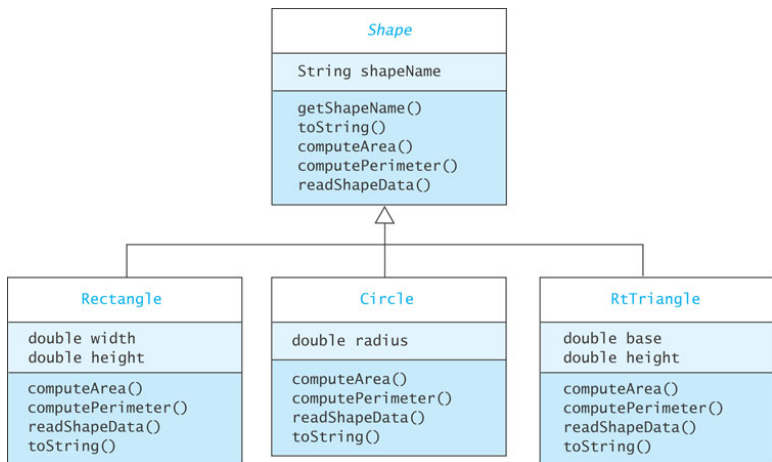 Shape
String shapeName
getShapeName()
toString()
computeArea()
computePerimeter()
readShapeData()
Rectangle
double width
double height
computeArea()
computePerimeter()
readShapeData()
toString()
Circle
double radius
computeArea()
computePerimeter()
readShapeData()
toString()
RtTriangle
double base
double height
computeArea()
computePerimeter()
readShapeData()
toString()